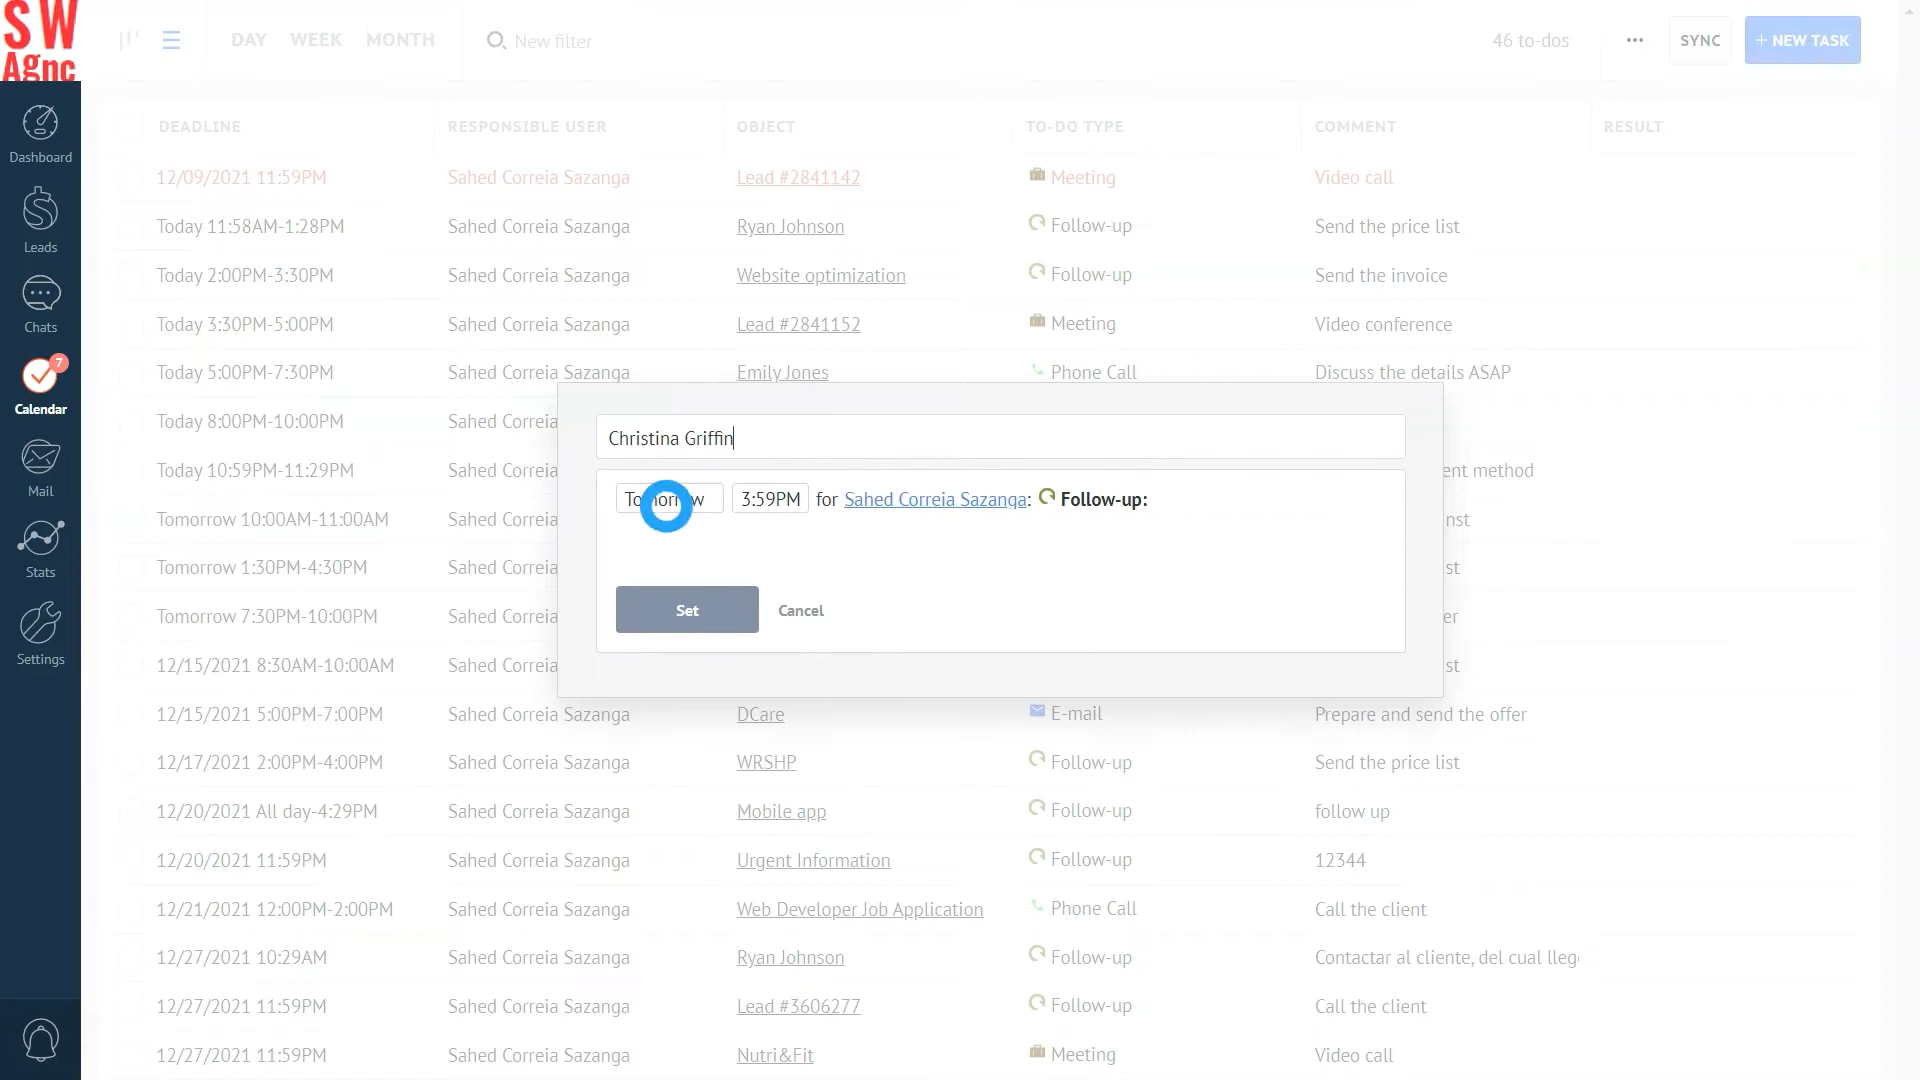 SW
Agnc
DAY WEEK MONTH New filter 46 to-dos ••• SYNC + NEW TASK
Dashboard
Leads
Chats
7
Calendar
Mail
Stats
Settings
DEADLINE RESPONSIBLE USER OBJECT TO-DO TYPE COMMENT RESULT
12/09/2021 11:59PM Sahed Correia Sazanga Lead #2841142 Meeting Video call
Today 11:58AM-1:28PM Sahed Correia Sazanga Ryan Johnson Follow-up Send the price list
Today 2:00PM-3:30PM Sahed Correia Sazanga Website optimization Follow-up Send the invoice
Today 3:30PM-5:00PM Sahed Correia Sazanga Lead #2841152 Meeting Video conference
Today 5:00PM-7:30PM Sahed Correia Sazanga Emily Jones Phone Call Discuss the details ASAP
Today 8:00PM-10:00PM Sahed Correia
Today 10:59PM-11:29PM Sahed Correia ent method
Tomorrow 10:00AM-11:00AM Sahed Correia nst
Tomorrow 1:30PM-4:30PM Sahed Correia st
Tomorrow 7:30PM-10:00PM Sahed Correia er
12/15/2021 8:30AM-10:00AM Sahed Correia st
12/15/2021 5:00PM-7:00PM Sahed Correia Sazanga DCare E-mail Prepare and send the offer
12/17/2021 2:00PM-4:00PM Sahed Correia Sazanga WRSHP Follow-up Send the price list
12/20/2021 All day-4:29PM Sahed Correia Sazanga Mobile app Follow-up follow up
12/20/2021 11:59PM Sahed Correia Sazanga Urgent Information Follow-up 12344
12/21/2021 12:00PM-2:00PM Sahed Correia Sazanga Web Developer Job Application Phone Call Call the client
12/27/2021 10:29AM Sahed Correia Sazanga Ryan Johnson Follow-up Contactar al cliente, del cual lleg
12/27/2021 11:59PM Sahed Correia Sazanga Lead #3606277 Follow-up Call the client
12/27/2021 11:59PM Sahed Correia Sazanga Nutri&Fit Meeting Video call
Christina Griffin
Tomorrow 3:59PM for Sahed Correia Sazanga: Follow-up:
Set Cancel